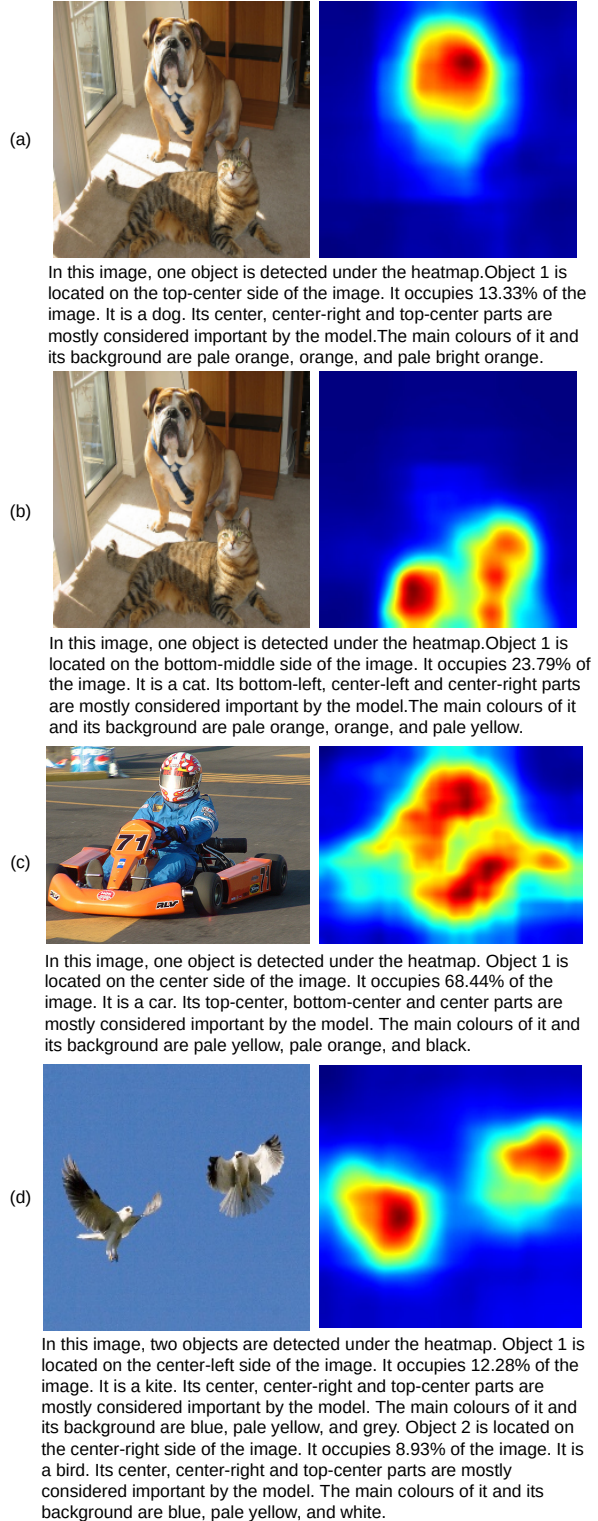 (a)
In this image, one object is detected under the heatmap.Object 1 is
located on the top-center side of the image. It occupies 13.33% of the
image. It is a dog. Its center, center-right and top-center parts are
mostly considered important by the model.The main colours of it and
its background are pale orange, orange, and pale bright orange.
(b)
In this image, one object is detected under the heatmap.Object 1 is
located on the bottom-middle side of the image. It occupies 23.79% of
the image. It is a cat. Its bottom-left, center-left and center-right parts
are mostly considered important by the model.The main colours of it
and its background are pale orange, orange, and pale yellow.
(c)
71
RLV
In this image, one object is detected under the heatmap. Object 1 is
located on the center side of the image. It occupies 68.44% of the
image. It is a car. Its top-center, bottom-center and center parts are
mostly considered important by the model. The main colours of it and
its background are pale yellow, pale orange, and black.
(d)
In this image, two objects are detected under the heatmap. Object 1 is
located on the center-left side of the image. It occupies 12.28% of the
image. It is a kite. Its center, center-right and top-center parts are
mostly considered important by the model. The main colours of it and
its background are blue, pale yellow, and grey. Object 2 is located on
the center-right side of the image. It occupies 8.93% of the image. It is
a bird. Its center, center-right and top-center parts are mostly
considered important by the model. The main colours of it and its
background are blue, pale yellow, and white.